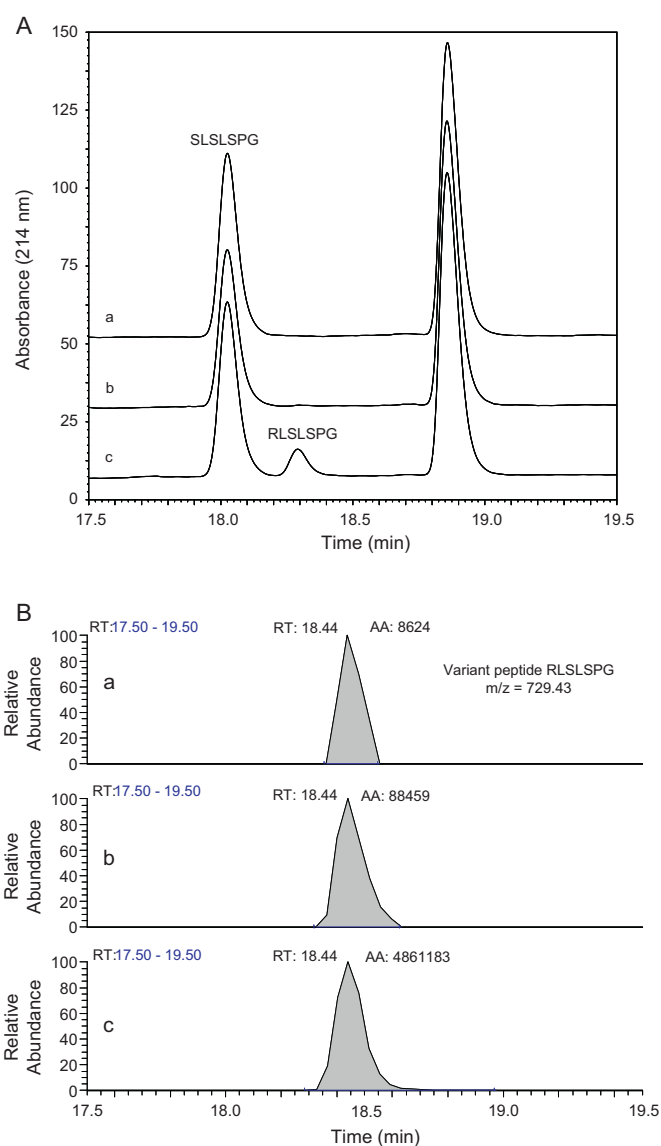 A
150
125
100
75
50
25
0
Absorbance (214 nm)
SLSLSPG
a
b
RLSLSPG
c
17.5 18.0 18.5 19.0 19.5
Time (min)
B
RT:17.50 - 19.50 RT: 18.44 AA: 8624
100
80
60
40
20
0
Relative
Abundance
a
Variant peptide RLSLSPG
m/z = 729.43
RT:17.50 - 19.50 RT: 18.44 AA: 88459
100
80
60
40
20
0
Relative
Abundance
b
RT:17.50 - 19.50 RT: 18.44 AA: 4861183
100
80
60
40
20
0
Relative
Abundance
c
17.5 18.0 18.5 19.0 19.5
Time (min)